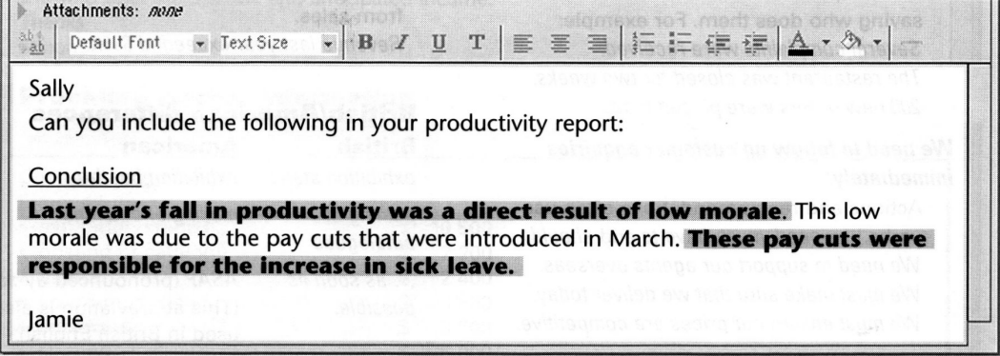 Attachments: none
Default Font Text Size B I U T A
Sally
Can you include the following in your productivity report:
Conclusion
Last year's fall in productivity was a direct result of low morale. This low
morale was due to the pay cuts that were introduced in March. These pay cuts were
responsible for the increase in sick leave.
Jamie